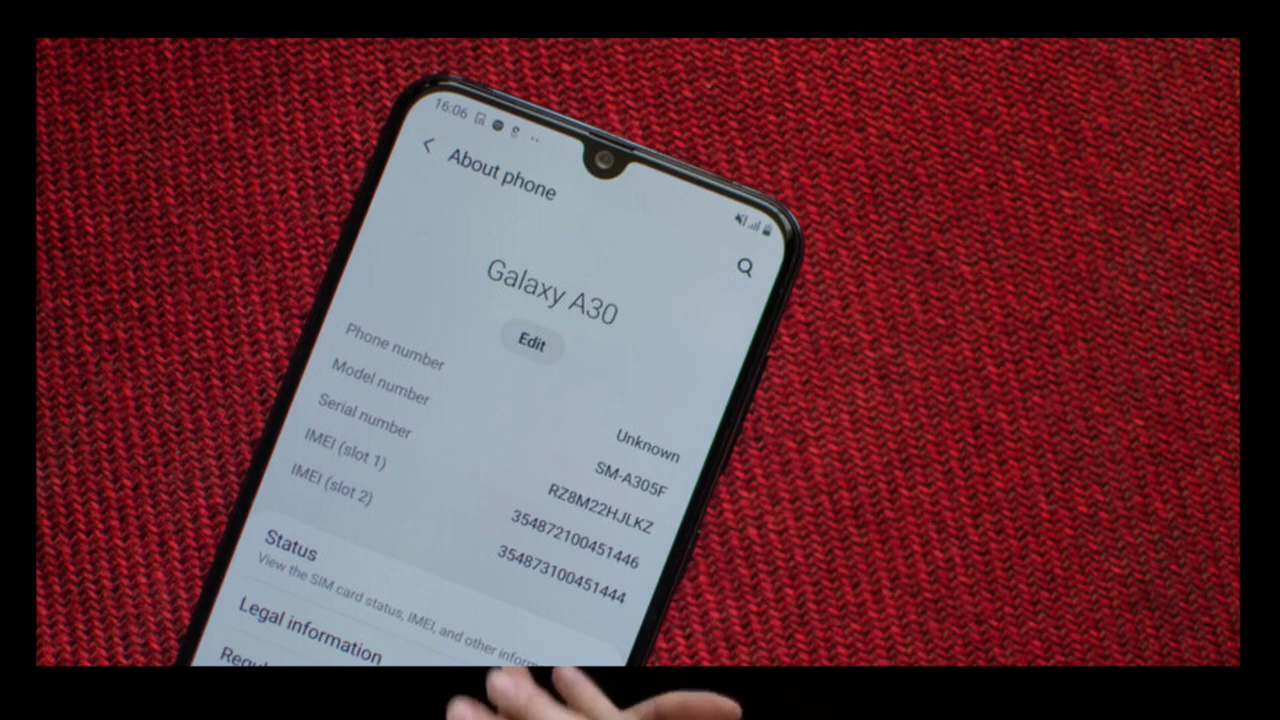 16:06
About phone
Galaxy A30
Edit
Phone number Unknown
Model number SM-A305F
Serial number RZ8M22HJLKZ
IMEI (slot 1) 354872100451446
IMEI (slot 2) 354873100451444
Status
View the SIM card status, IMEI, and other
Legal information